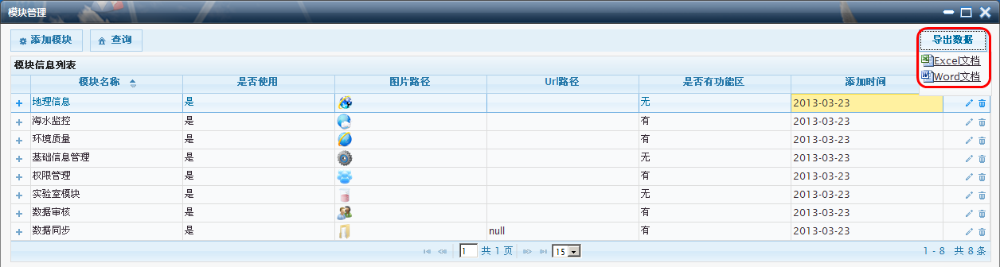 模块管理
添加模块 查询 导出数据
Excel文档
Word文档
模块信息列表
模块名称 是否使用 图片路径 Url路径 是否有功能区 添加时间
地理信息 是 无 2013-03-23
海水监控 是 有 2013-03-23
环境质量 是 有 2013-03-23
基础信息管理 是 无 2013-03-23
权限管理 是 有 2013-03-23
实验室模块 是 无 2013-03-23
数据审核 是 有 2013-03-23
数据同步 是 null 有 2013-03-23
1 共 1 页 15 1 - 8 共 8 条